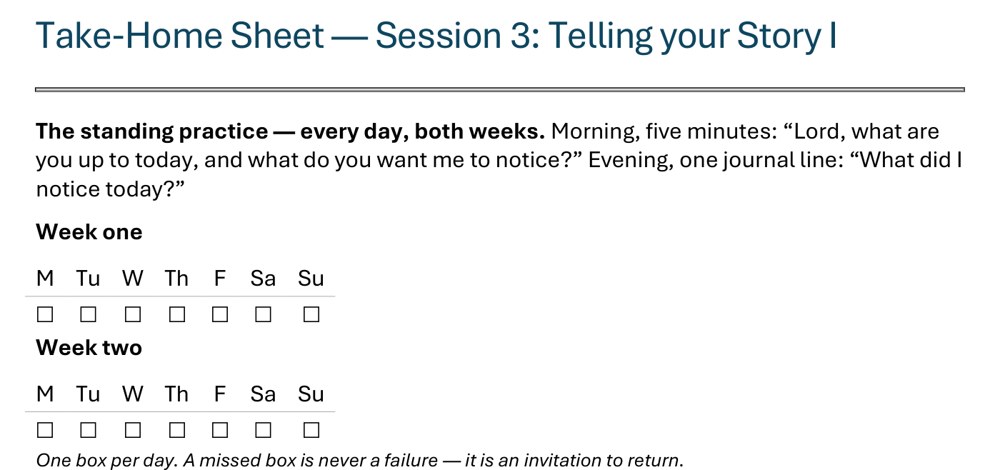 Take-Home Sheet — Session 3: Telling your Story I
The standing practice — every day, both weeks. Morning, five minutes: “Lord, what are
you up to today, and what do you want me to notice?” Evening, one journal line: “What did I
notice today?”
Week one
M Tu W Th F Sa Su
☐ ☐ ☐ ☐ ☐ ☐ ☐
Week two
M Tu W Th F Sa Su
☐ ☐ ☐ ☐ ☐ ☐ ☐
One box per day. A missed box is never a failure — it is an invitation to return.